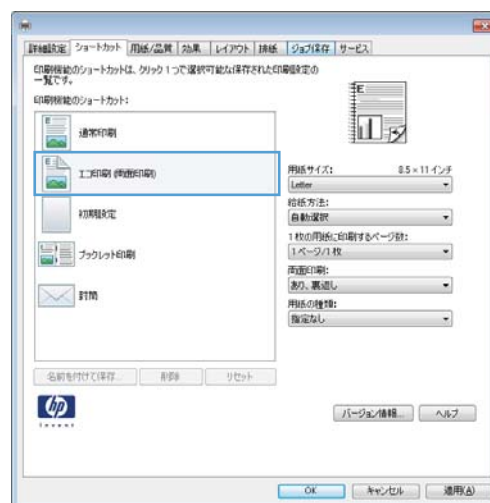 詳細設定 ショートカット 用紙/品質 効果 レイアウト 排紙 ジョブ保存 サービス
印刷機能のショートカットは、クリック 1 つで選択可能な保存された印刷設定の
一覧です。
印刷機能のショートカット:
通常印刷
エコ印刷 (両面印刷)
初期設定
ブックレット印刷
封筒
用紙サイズ: 8.5 × 11 インチ
Letter
給紙方法:
自動選択
1 枚の用紙に印刷するページ数:
1 ページ/1 枚
両面印刷:
あり、裏返し
用紙の種類:
指定なし
名前を付けて保存... 削除 リセット
hp
invent
バージョン情報... ヘルプ
OK キャンセル 適用(A)